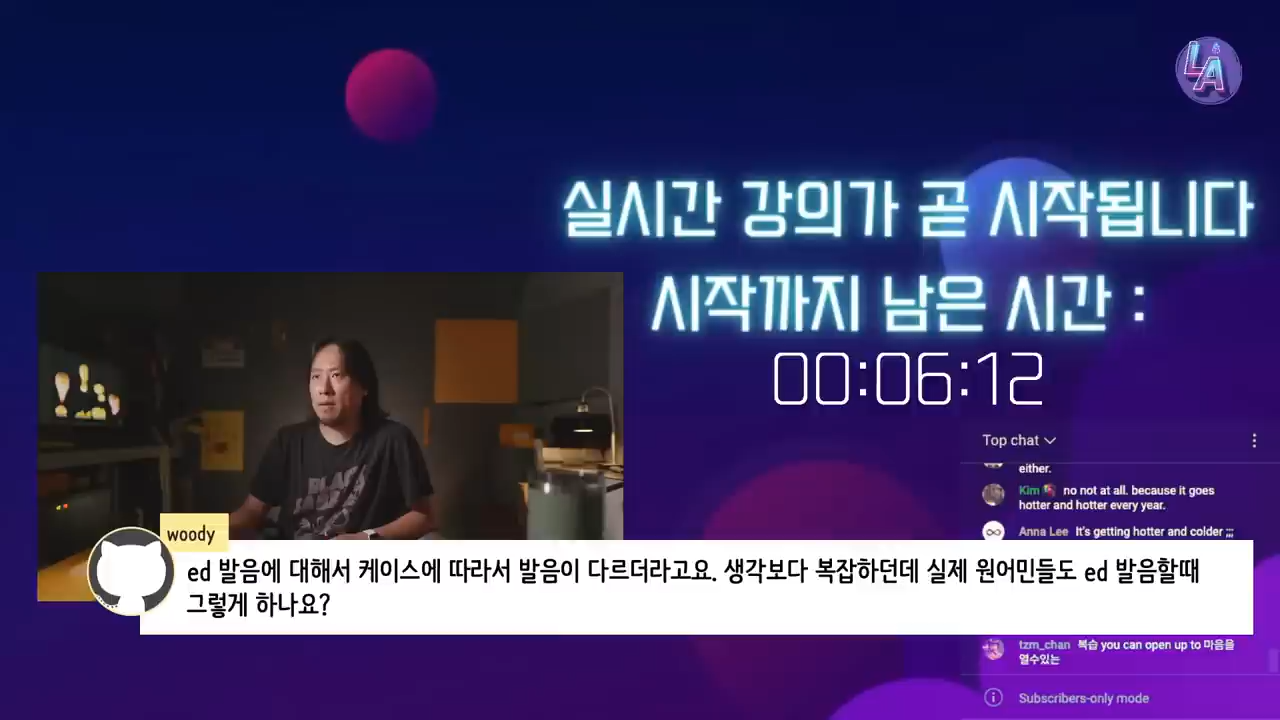 LA
실시간 강의가 곧 시작됩니다
시작까지 남은 시간 :
00:06:12
Top chat
either.
Kim no not at all. because it goes
hotter and hotter every year.
Anna Lee It's getting hotter and colder ;;;
woody
ed 발음에 대해서 케이스에 따라서 발음이 다르더라고요. 생각보다 복잡하던데 실제 원어민들도 ed 발음할때
그렇게 하나요?
tzm_chan 복습 you can open up to 마음을
열수있는
Subscribers-only mode